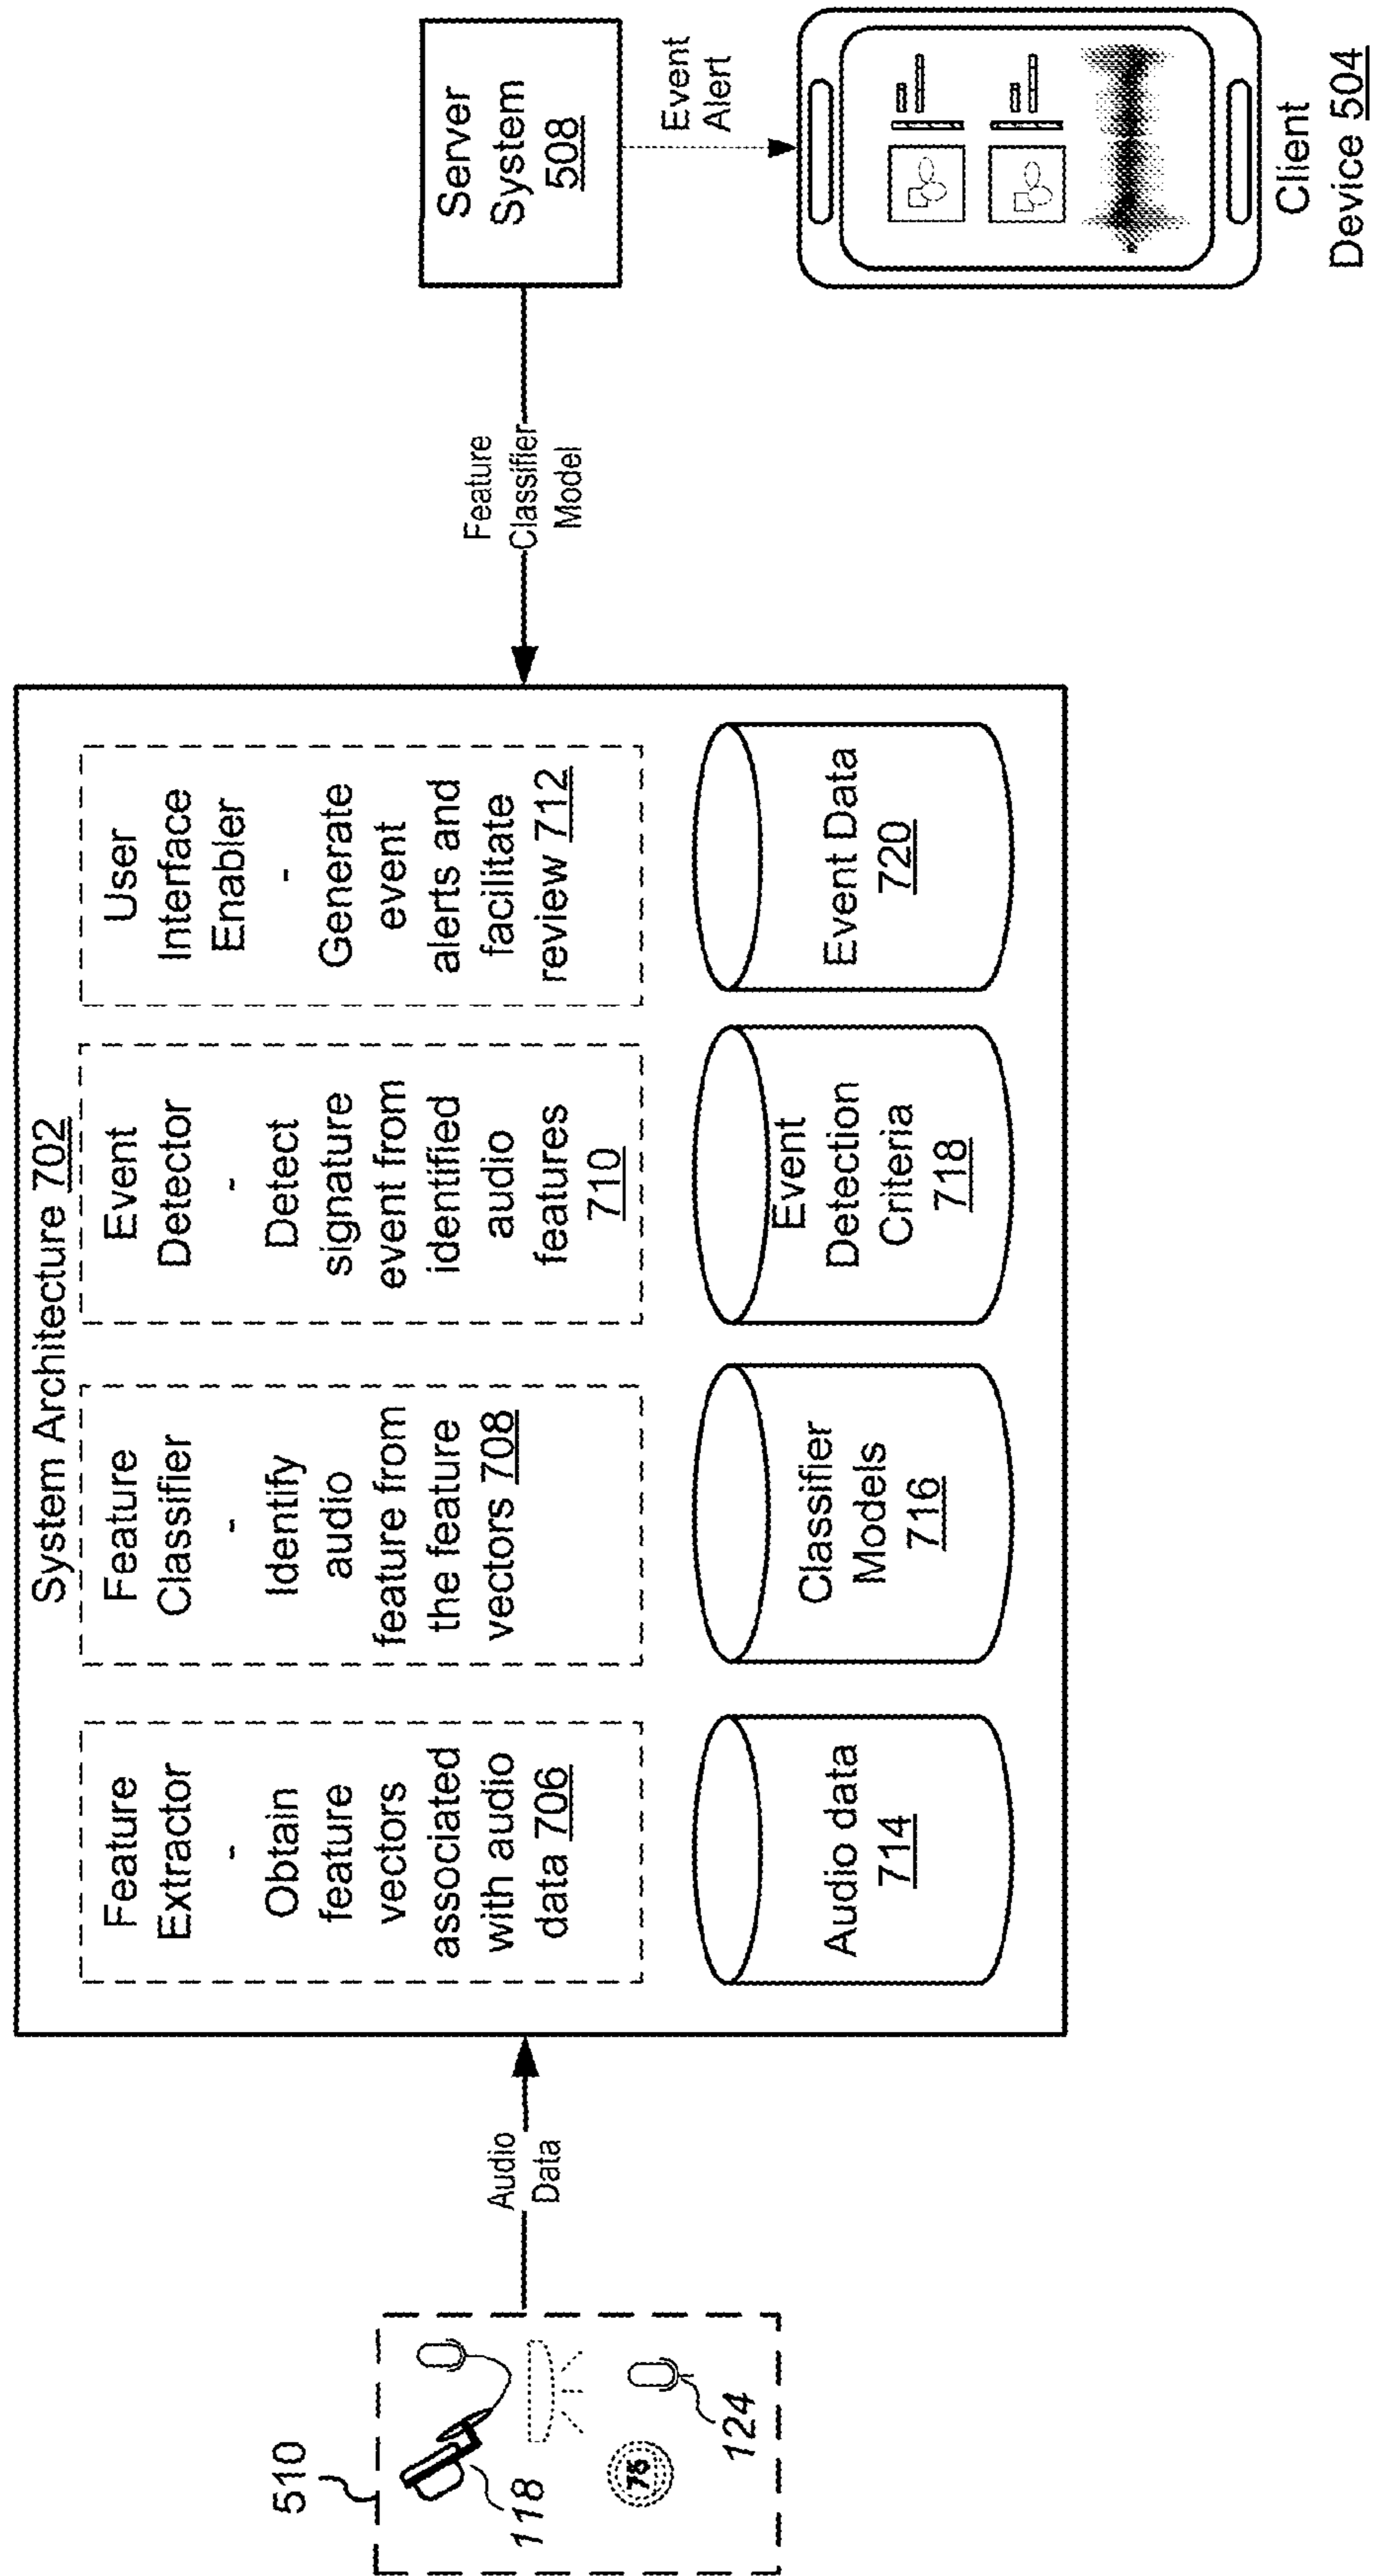 510
118
75
124
Audio
Data
System Architecture 702
Feature
Extractor
-
Obtain
feature
vectors
associated
with audio
data 706
Feature
Classifier
-
Identify
audio
feature from
the feature
vectors 708
Event
Detector
-
Detect
signature
event from
identified
audio
features
710
User
Interface
Enabler
-
Generate
event
alerts and
facilitate
review 712
Audio data
714
Classifier
Models
716
Event
Detection
Criteria
718
Event Data
720
Feature
Classifier
Model
Server
System
508
Event
Alert
Client
Device 504